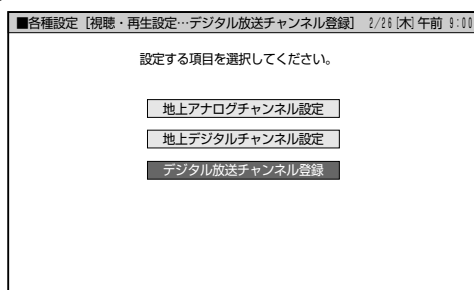 ■各種設定［視聴・再生設定…デジタル放送チャンネル登録］ 2/26[木]午前 9:00
設定する項目を選択してください。
地上アナログチャンネル設定
地上デジタルチャンネル設定
デジタル放送チャンネル登録